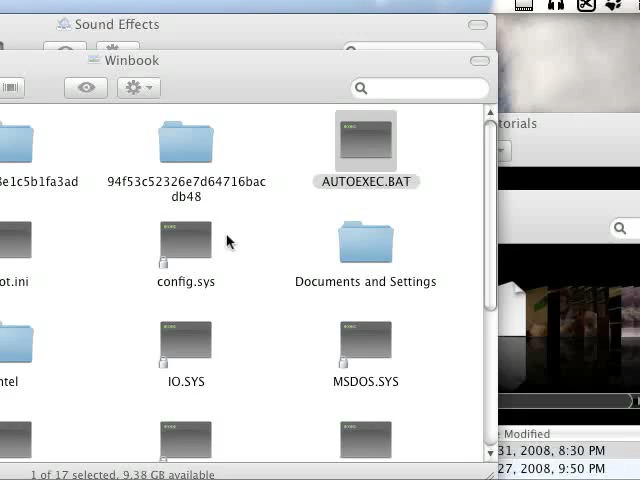 Sound Effects
Winbook
torials
8e1c5b1fa3ad
94f53c52326e7d64716bac
db48
AUTOEXEC.BAT
ot.ini
config.sys
Documents and Settings
ntel
IO.SYS
MSDOS.SYS
e Modified
31, 2008, 8:30 PM
27, 2008, 9:50 PM
1 of 17 selected, 9.38 GB available